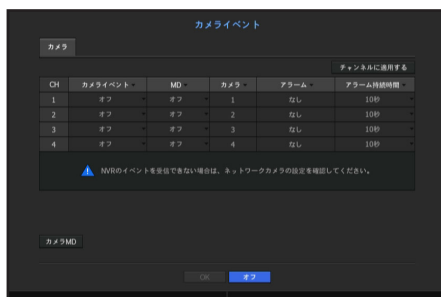 カメライベント
カメラ
チャンネルに適用する
CH カメライベント MD カメラ アラーム アラーム持続時間
1 オフ オフ 1 なし 10秒
2 オフ オフ 2 なし 10秒
3 オフ オフ 3 なし 10秒
4 オフ オフ 4 なし 10秒
NVRのイベントを受信できない場合は、ネットワークカメラの設定を確認してください。
カメラMD
OK オフ